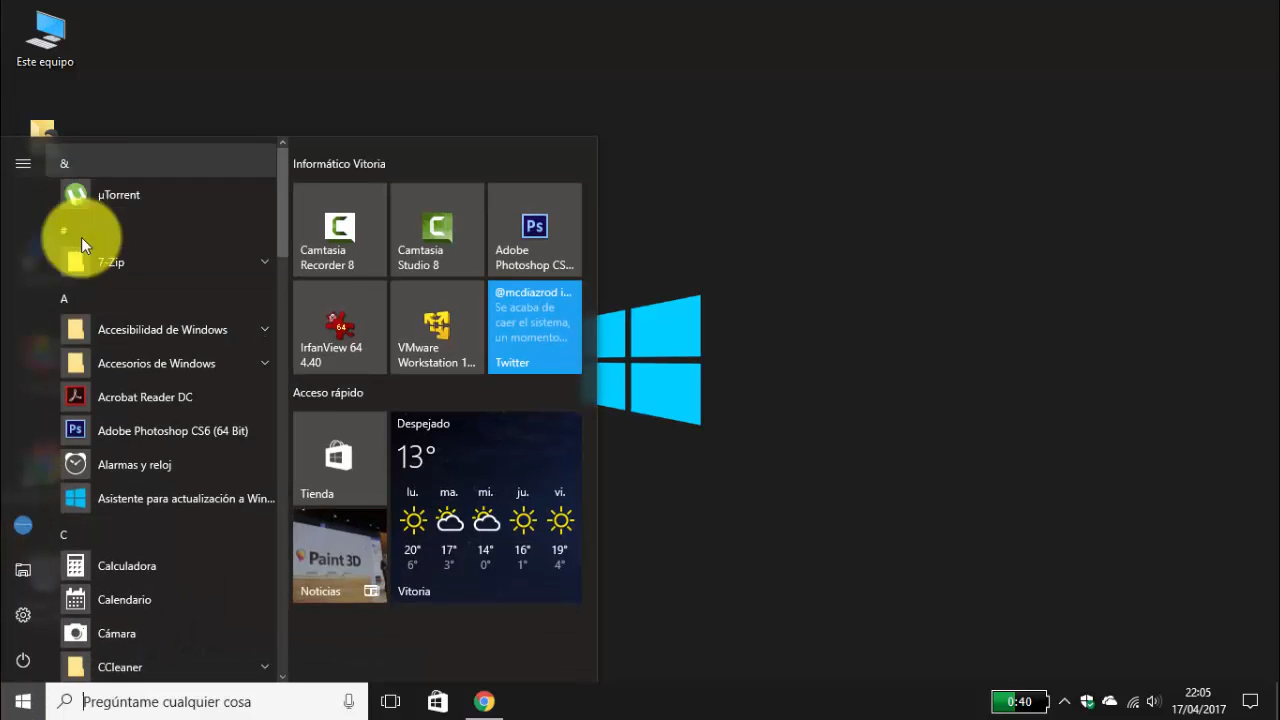 Este equipo
&
µTorrent
#
7-Zip
A
Accesibilidad de Windows
Accesorios de Windows
Acrobat Reader DC
Ps
Adobe Photoshop CS6 (64 Bit)
Alarmas y reloj
Asistente para actualización a Win...
C
Calculadora
Calendario
Cámara
CCleaner
Informático Vitoria
Camtasia
Recorder 8
Camtasia
Studio 8
Ps
Adobe
Photoshop CS...
64
IrfanView 64
4.40
VMware
Workstation 1...
@mcdiazrod i...
Se acaba de
caer el sistema,
un momento...
Twitter
Acceso rápido
Tienda
Paint 3D
Noticias
Despejado
13°
lu. ma. mi. ju. vi.
20° 17° 14° 16° 19°
6° 3° 0° 1° 4°
Vitoria
Pregúntame cualquier cosa
0:40
22:05
17/04/2017